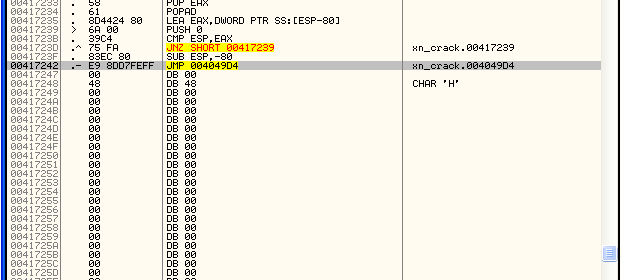 00417233 . 58 POP EAX
00417234 . 61 POPAD
00417235 . 8D4424 80 LEA EAX,DWORD PTR SS:[ESP-80]
00417239 > 6A 00 PUSH 0
0041723B . 39C4 CMP ESP,EAX
0041723D .^ 75 FA JNZ SHORT 00417239 xn_crack.00417239
0041723F . 83EC 80 SUB ESP,-80
00417242 .- E9 8DD7FEFF JMP 004049D4 xn_crack.004049D4
00417247 00 DB 00
00417248 48 DB 48 CHAR 'H'
00417249 00 DB 00
0041724A 00 DB 00
0041724B 00 DB 00
0041724C 00 DB 00
0041724D 00 DB 00
0041724E 00 DB 00
0041724F 00 DB 00
00417250 00 DB 00
00417251 00 DB 00
00417252 00 DB 00
00417253 00 DB 00
00417254 00 DB 00
00417255 00 DB 00
00417256 00 DB 00
00417257 00 DB 00
00417258 00 DB 00
00417259 00 DB 00
0041725A 00 DB 00
0041725B 00 DB 00
0041725C 00 DB 00
0041725D 00 DB 00